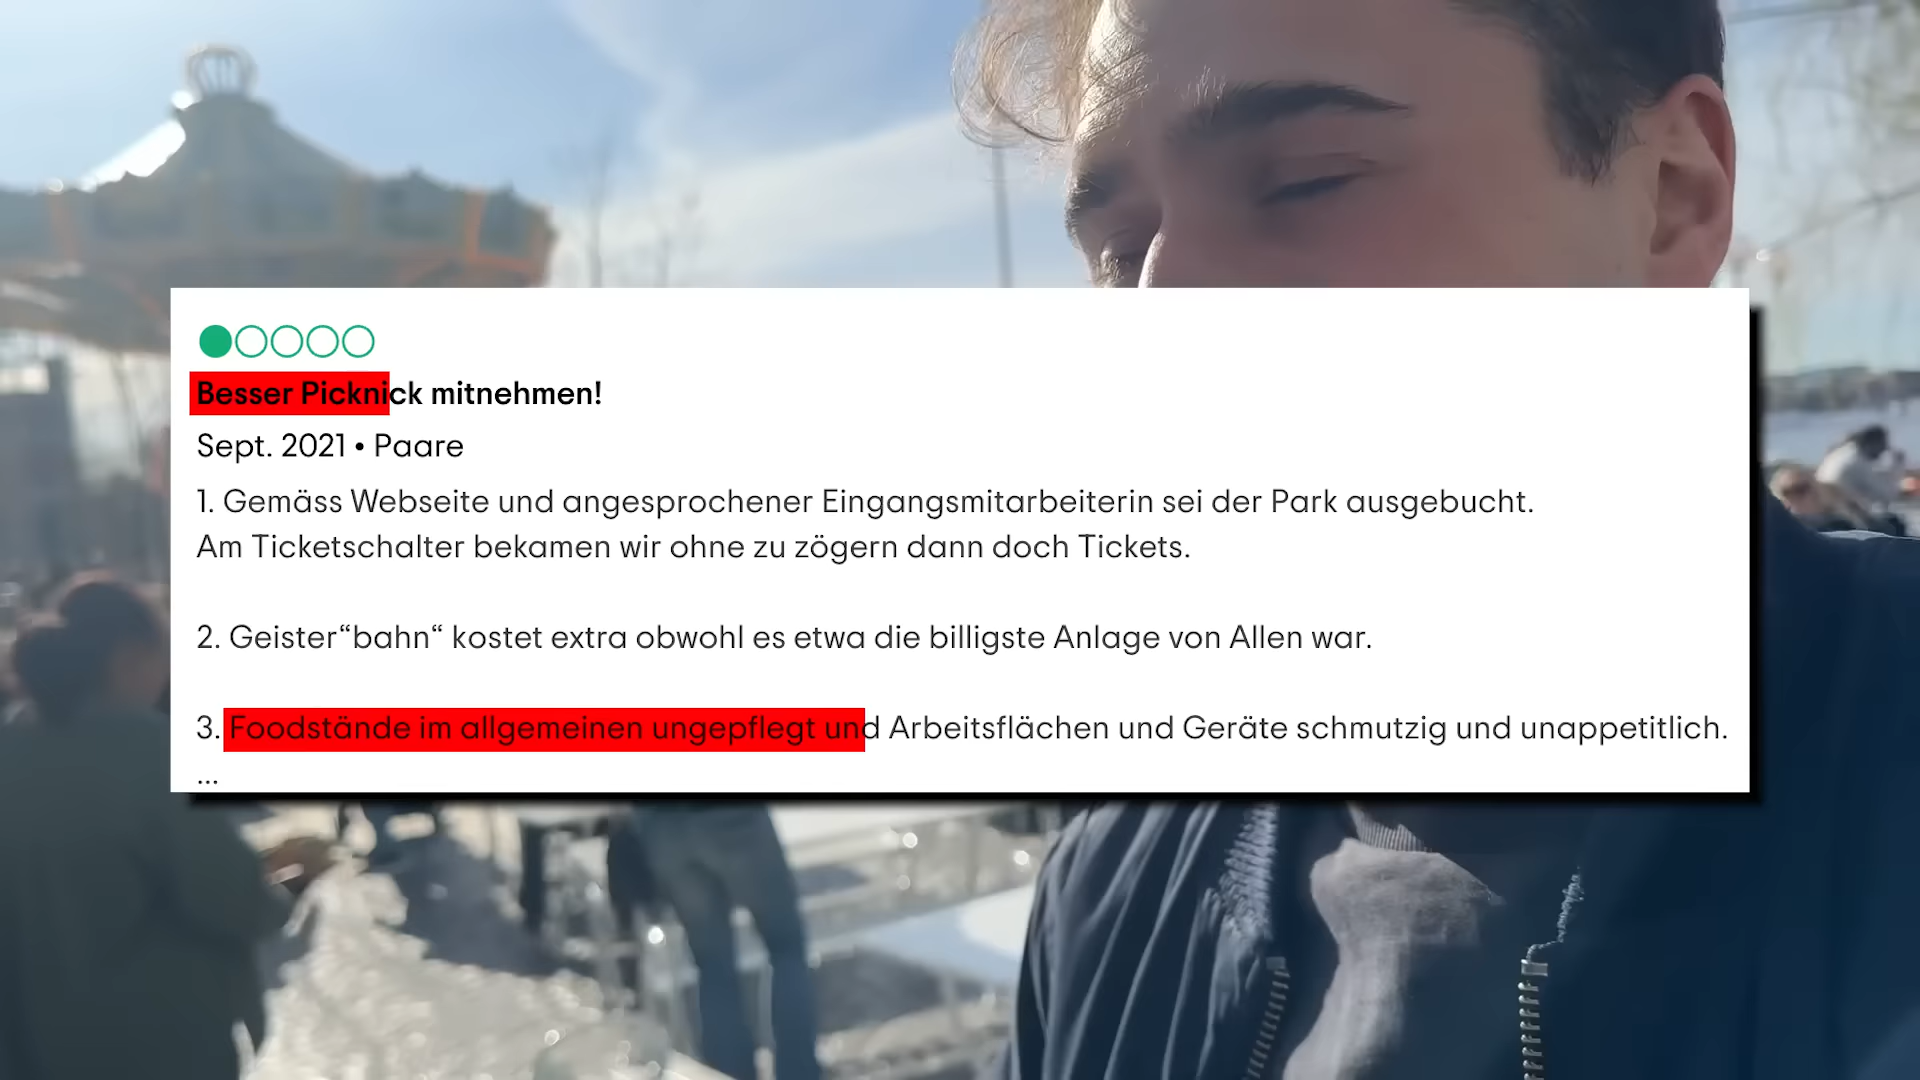 Besser Picknick mitnehmen!
Sept. 2021 • Paare
1. Gemäss Webseite und angesprochener Eingangsmitarbeiterin sei der Park ausgebucht.
Am Ticketschalter bekamen wir ohne zu zögern dann doch Tickets.
2. Geister“bahn“ kostet extra obwohl es etwa die billigste Anlage von Allen war.
3. Foodstände im allgemeinen ungepflegt und Arbeitsflächen und Geräte schmutzig und unappetitlich.
...